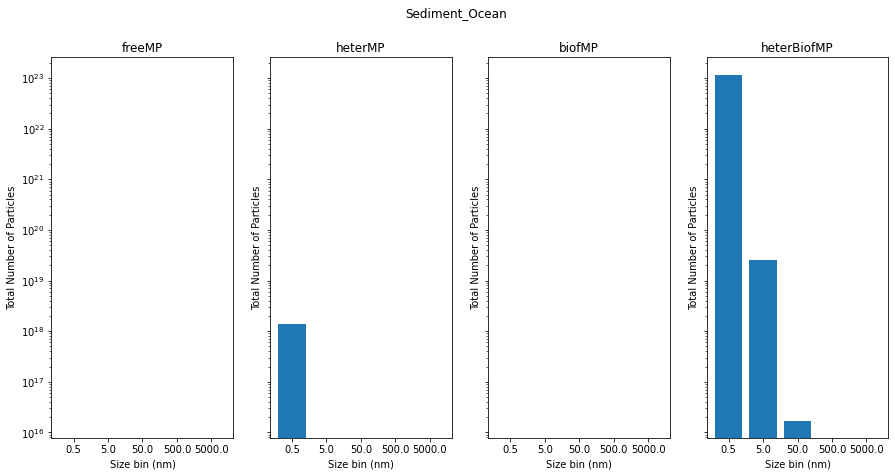 Sediment_Ocean
freeMP
heterMP
biofMP
heterBiofMP
Total Number of Particles
10^23
10^22
10^21
10^20
10^19
10^18
10^17
10^16
0.5 5.0 50.0 500.0 5000.0
Size bin (nm)
Total Number of Particles
0.5 5.0 50.0 500.0 5000.0
Size bin (nm)
Total Number of Particles
0.5 5.0 50.0 500.0 5000.0
Size bin (nm)
Total Number of Particles
0.5 5.0 50.0 500.0 5000.0
Size bin (nm)